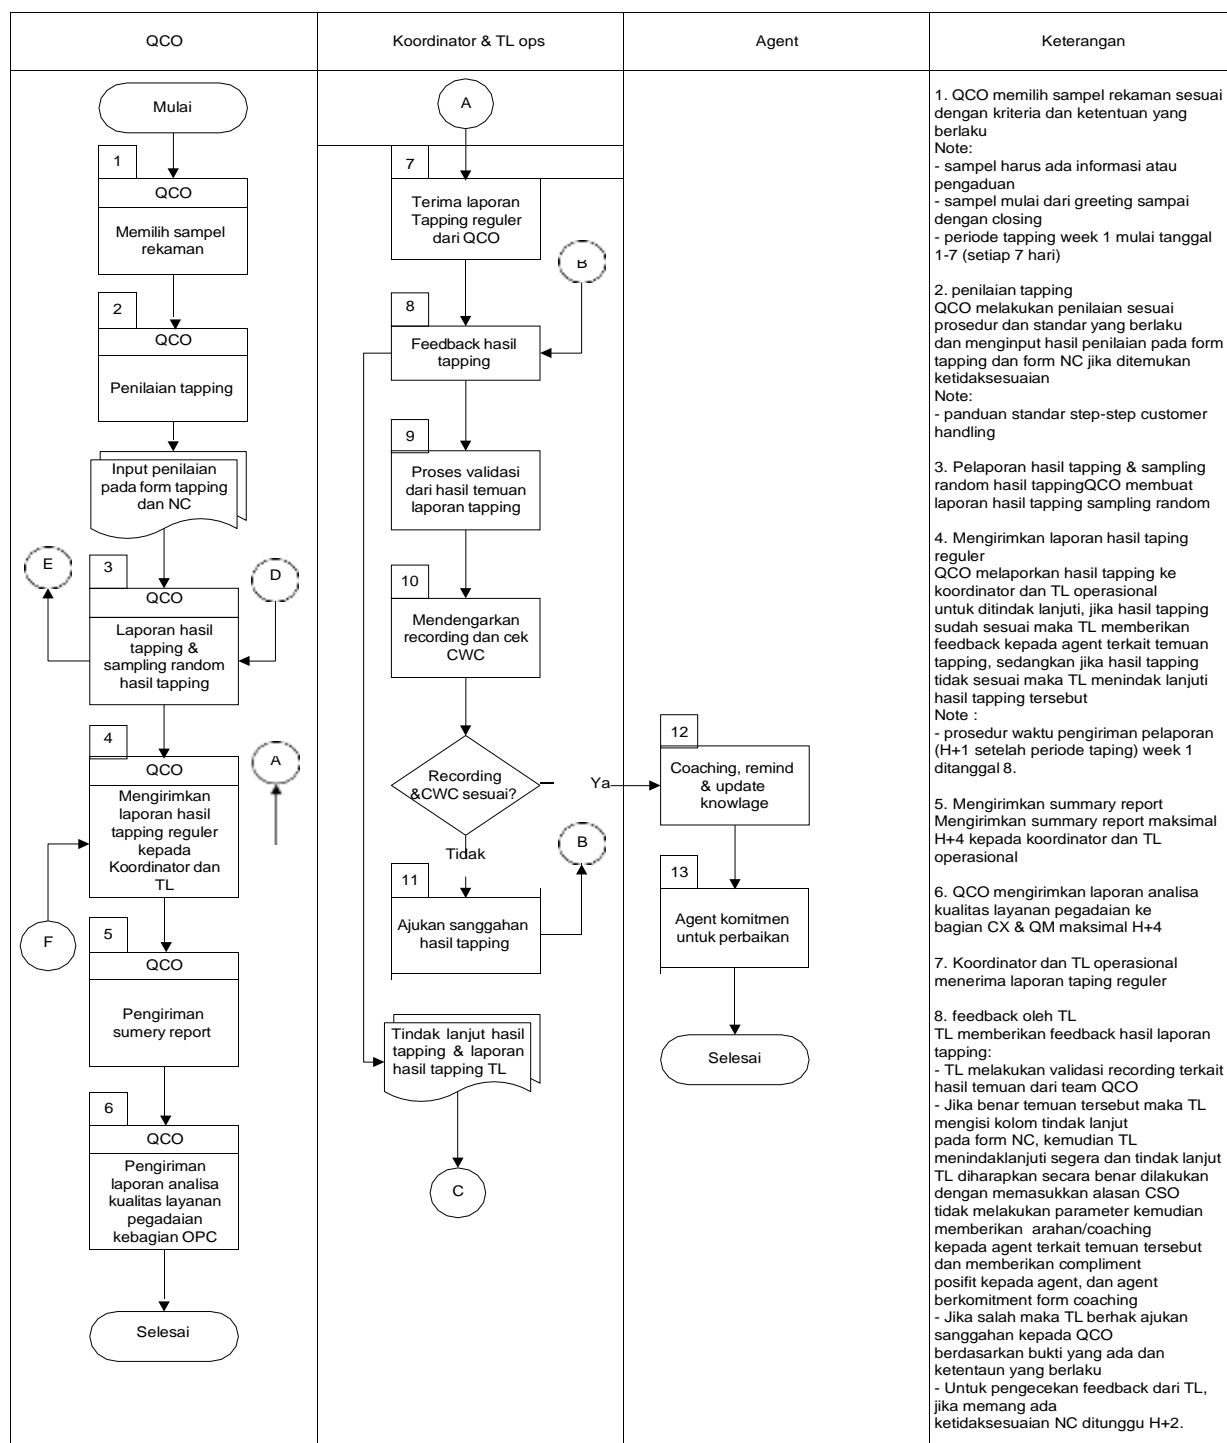 QCO
Koordinator & TL ops
Agent
Keterangan
Mulai
1
QCO
Memilih sampel
rekaman
2
QCO
Penilaian tapping
Input penilaian
pada form tapping
dan NC
E
D
3
QCO
Laporan hasil
tapping &
sampling random
hasil tapping
4
QCO
Mengirimkan
laporan hasil
tapping reguler
kepada
Koordinator dan
TL
A
F
5
QCO
Pengiriman
sumery report
6
QCO
Pengiriman
laporan analisa
kualitas layanan
pegadaian
kebagian OPC
Selesai
A
7
Terima laporan
Tapping reguler
dari QCO
B
8
Feedback hasil
tapping
9
Proses validasi
dari hasil temuan
laporan tapping
10
Mendengarkan
recording dan cek
CWC
Recording
&CWC sesuai?
Ya
Tidak
B
11
Ajukan sanggahan
hasil tapping
Tindak lanjut hasil
tapping & laporan
hasil tapping TL
C
12
Coaching, remind
& update
knowlage
13
Agent komitmen
untuk perbaikan
Selesai
1. QCO memilih sampel rekaman sesuai
dengan kriteria dan ketentuan yang
berlaku
Note:
- sampel harus ada informasi atau
pengaduan
- sampel mulai dari greeting sampai
dengan closing
- periode tapping week 1 mulai tanggal
1-7 (setiap 7 hari)
2. penilaian tapping
QCO melakukan penilaian sesuai
prosedur dan standar yang berlaku
dan menginput hasil penilaian pada form
tapping dan form NC jika ditemukan
ketidaksesuaian
Note:
- panduan standar step-step customer
handling
3. Pelaporan hasil tapping & sampling
random hasil tappingQCO membuat
laporan hasil tapping sampling random
4. Mengirimkan laporan hasil taping
reguler
QCO melaporkan hasil tapping ke
koordinator dan TL operasional
untuk ditindak lanjuti, jika hasil tapping
sudah sesuai maka TL memberikan
feedback kepada agent terkait temuan
tapping, sedangkan jika hasil tapping
tidak sesuai maka TL menindak lanjuti
hasil tapping tersebut
Note :
- prosedur waktu pengiriman pelaporan
(H+1 setelah periode taping) week 1
ditanggal 8.
5. Mengirimkan summary report
Mengirimkan summary report maksimal
H+4 kepada koordinator dan TL
operasional
6. QCO mengirimkan laporan analisa
kualitas layanan pegadaian ke
bagian CX & QM maksimal H+4
7. Koordinator dan TL operasional
menerima laporan taping reguler
8. feedback oleh TL
TL memberikan feedback hasil laporan
tapping:
- TL melakukan validasi recording terkait
hasil temuan dari team QCO
- Jika benar temuan tersebut maka TL
mengisi kolom tindak lanjut
pada form NC, kemudian TL
menindaklanjuti segera dan tindak lanjut
TL diharapkan secara benar dilakukan
dengan memasukkan alasan CSO
tidak melakukan parameter kemudian
memberikan arahan/coaching
kepada agent terkait temuan tersebut
dan memberikan compliment
posifit kepada agent, dan agent
berkomitment form coaching
- Jika salah maka TL berhak ajukan
sanggahan kepada QCO
berdasarkan bukti yang ada dan
ketentaun yang berlaku
- Untuk pengecekan feedback dari TL,
jika memang ada
ketidaksesuaian NC ditunggu H+2.